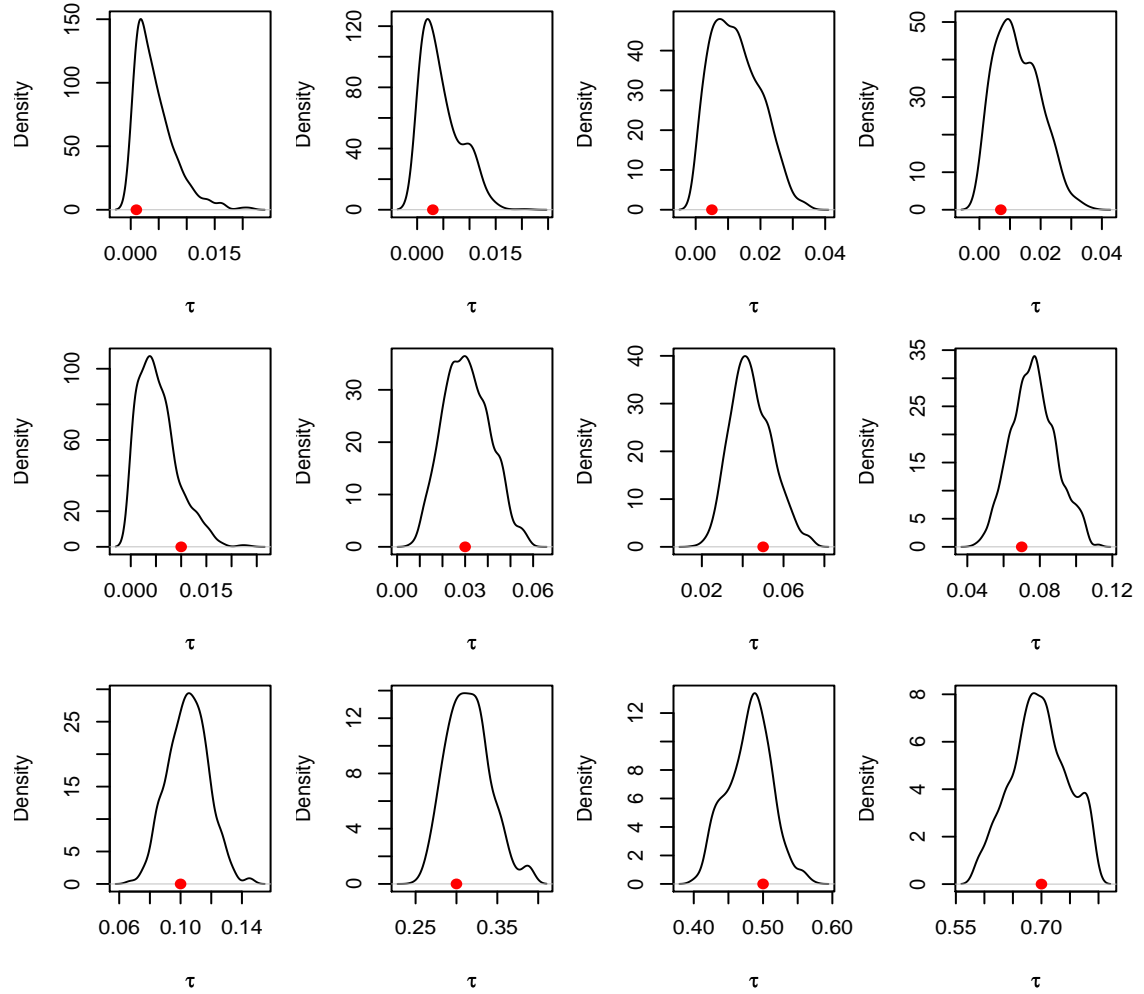 Density 0 50 100 150 0.000 0.015 τ
Density 0 40 80 120 0.000 0.015 τ
Density 0 10 20 30 40 0.00 0.02 0.04 τ
Density 0 10 30 50 0.00 0.02 0.04 τ
Density 0 20 60 100 0.000 0.015 τ
Density 0 10 20 30 0.00 0.03 0.06 τ
Density 0 10 20 30 40 0.02 0.06 τ
Density 0 5 15 25 35 0.04 0.08 0.12 τ
Density 0 5 15 25 0.06 0.10 0.14 τ
Density 0 4 8 12 0.25 0.35 τ
Density 0 2 4 6 8 12 0.40 0.50 0.60 τ
Density 0 2 4 6 8 0.55 0.70 τ